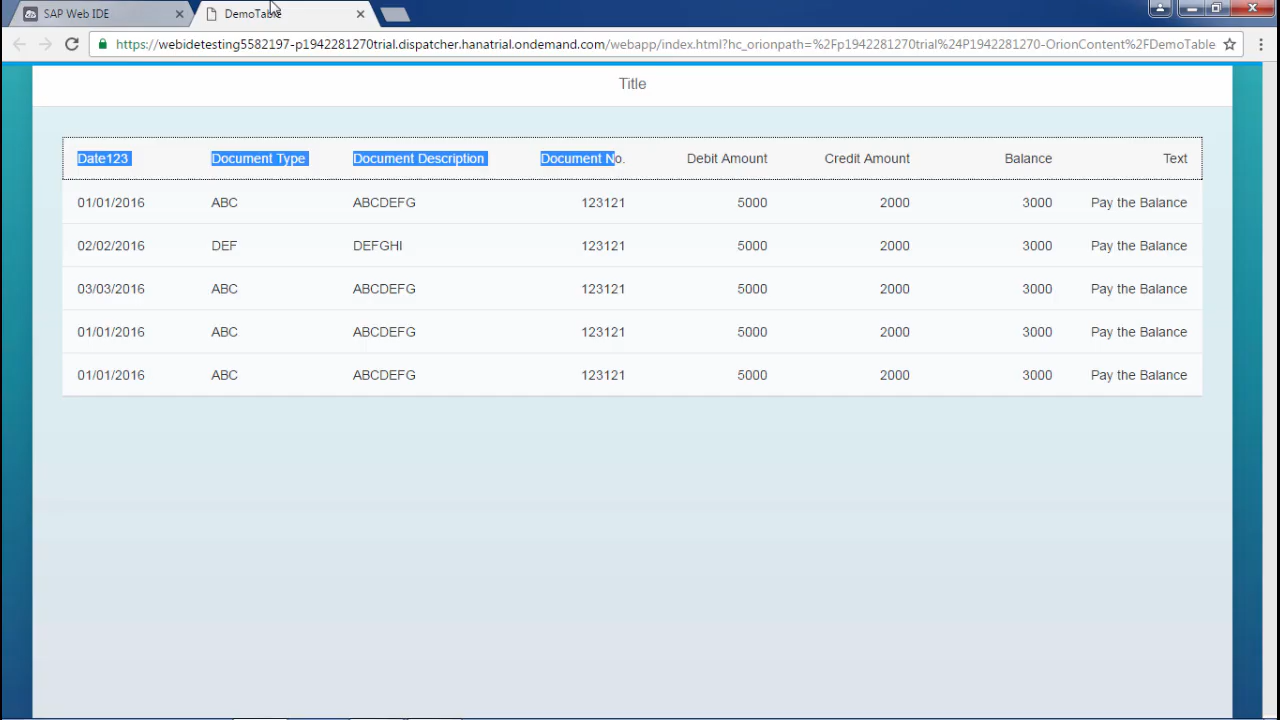 SAP Web IDE DemoTable
https://webidetesting5582197-p1942281270trial.dispatcher.hanatrial.ondemand.com/webapp/index.html?hc_orionpath=%2Fp1942281270trial%24P1942281270-OrionContent%2FDemoTable
Title
Date123 Document Type Document Description Document No. Debit Amount Credit Amount Balance Text
01/01/2016 ABC ABCDEFG 123121 5000 2000 3000 Pay the Balance
02/02/2016 DEF DEFGHI 123121 5000 2000 3000 Pay the Balance
03/03/2016 ABC ABCDEFG 123121 5000 2000 3000 Pay the Balance
01/01/2016 ABC ABCDEFG 123121 5000 2000 3000 Pay the Balance
01/01/2016 ABC ABCDEFG 123121 5000 2000 3000 Pay the Balance